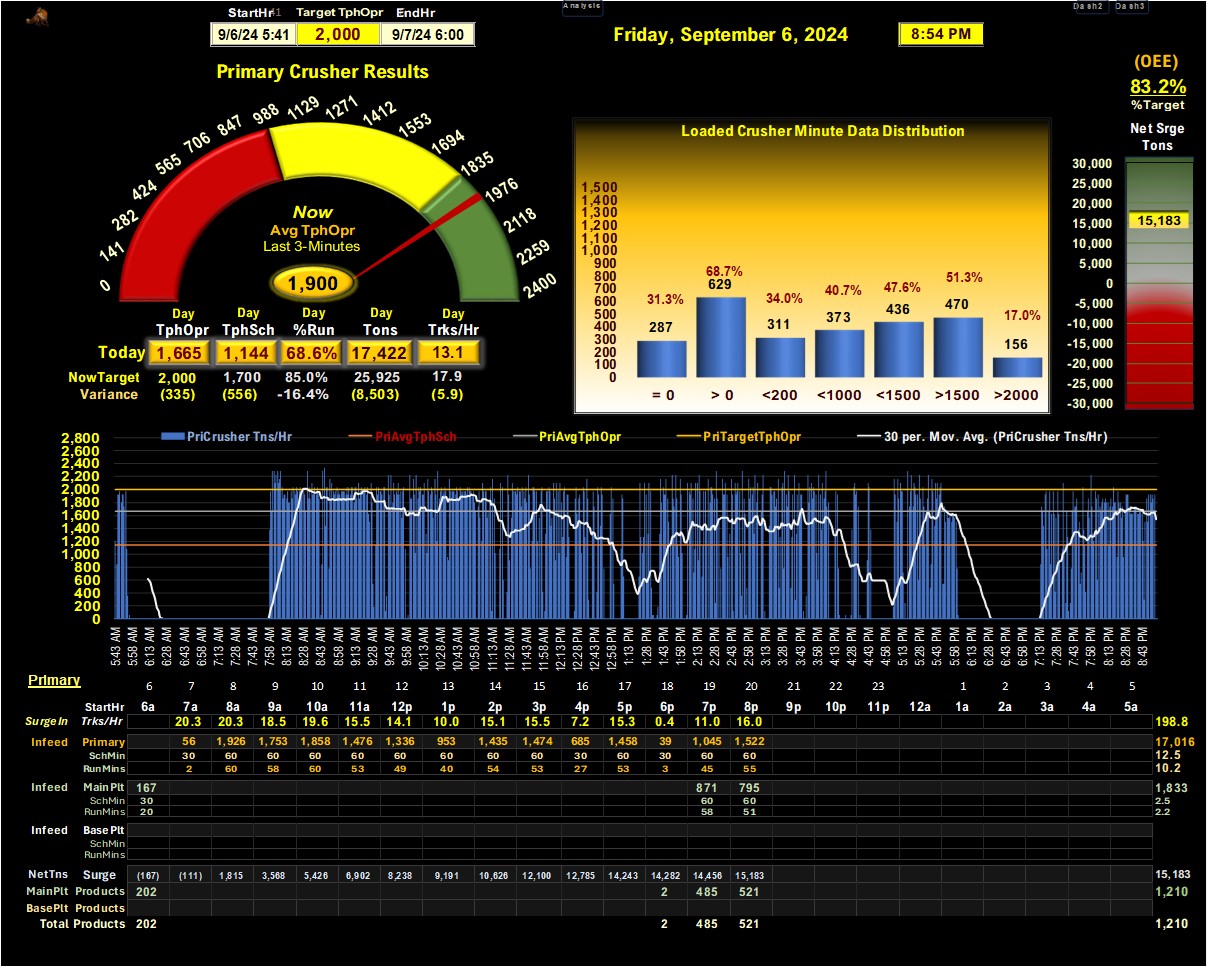 StartHr Target TphOpr EndHr
9/6/24 5:41 2,000 9/7/24 6:00
Analysis
Dash2 Dash3
Friday, September 6, 2024
8:54 PM
(OEE)
83.2%
%Target
Net Srge
Tons
30,000
25,000
20,000
15,000
15,183
10,000
5,000
0
-5,000
-10,000
-15,000
-20,000
-25,000
-30,000
Primary Crusher Results
0 141 282 424 565 706 847 988 1129 1271 1412 1553 1694 1835 1976 2118 2259 2400
Now
Avg TphOpr
Last 3-Minutes
1,900
Day Day Day Day Day
TphOpr TphSch %Run Tons Trks/Hr
Today 1,665 1,144 68.6% 17,422 13.1
NowTarget 2,000 1,700 85.0% 25,925 17.9
Variance (335) (556) -16.4% (8,503) (5.9)
Loaded Crusher Minute Data Distribution
1,500
1,400
1,300
1,200
1,100
1,000
900
800
700
600
500
400
300
200
100
0
31.3% 68.7% 34.0% 40.7% 47.6% 51.3% 17.0%
287 629 311 373 436 470 156
= 0 > 0 <200 <1000 <1500 >1500 >2000
PriCrusher Tns/Hr PriAvgTphSch PriAvgTphOpr PriTargetTphOpr 30 per. Mov. Avg. (PriCrusher Tns/Hr)
2,800
2,600
2,400
2,200
2,000
1,800
1,600
1,400
1,200
1,000
800
600
400
200
0
5:43 AM 5:58 AM 6:13 AM 6:28 AM 6:43 AM 6:58 AM 7:13 AM 7:28 AM 7:43 AM 7:58 AM 8:13 AM 8:28 AM 8:43 AM 8:58 AM 9:13 AM 9:28 AM 9:43 AM 9:58 AM 10:13 AM 10:28 AM 10:43 AM 10:58 AM 11:13 AM 11:28 AM 11:43 AM 11:58 AM 12:13 PM 12:28 PM 12:43 PM 12:58 PM 1:13 PM 1:28 PM 1:43 PM 1:58 PM 2:13 PM 2:28 PM 2:43 PM 2:58 PM 3:13 PM 3:28 PM 3:43 PM 3:58 PM 4:13 PM 4:28 PM 4:43 PM 4:58 PM 5:13 PM 5:28 PM 5:43 PM 5:58 PM 6:13 PM 6:28 PM 6:43 PM 6:58 PM 7:13 PM 7:28 PM 7:43 PM 7:58 PM 8:13 PM 8:28 PM 8:43 PM
Primary
6 7 8 9 10 11 12 13 14 15 16 17 18 19 20 21 22 23 1 2 3 4 5
StartHr 6a 7a 8a 9a 10a 11a 12p 1p 2p 3p 4p 5p 6p 7p 8p 9p 10p 11p 12a 1a 2a 3a 4a 5a
SurgeIn Trks/Hr 20.3 20.3 18.5 19.6 15.5 14.1 10.0 15.1 15.5 7.2 15.3 0.4 11.0 16.0 198.8
Infeed Primary 56 1,926 1,753 1,858 1,476 1,336 953 1,435 1,474 685 1,458 39 1,045 1,522 17,016
SchMin 30 60 60 60 60 60 60 60 60 30 60 30 60 60 12.5
RunMins 2 60 58 60 53 49 40 54 53 27 53 3 45 55 10.2
Infeed MainPlt 167 871 795 1,833
SchMin 30 60 60 2.5
RunMins 20 58 51 2.2
Infeed BasePlt
SchMin
RunMins
NetTns Surge (167) (111) 1,815 3,568 5,426 6,902 8,238 9,191 10,626 12,100 12,785 14,243 14,282 14,456 15,183 15,183
MainPlt Products 202 2 485 521 1,210
BasePlt Products
Total Products 202 2 485 521 1,210